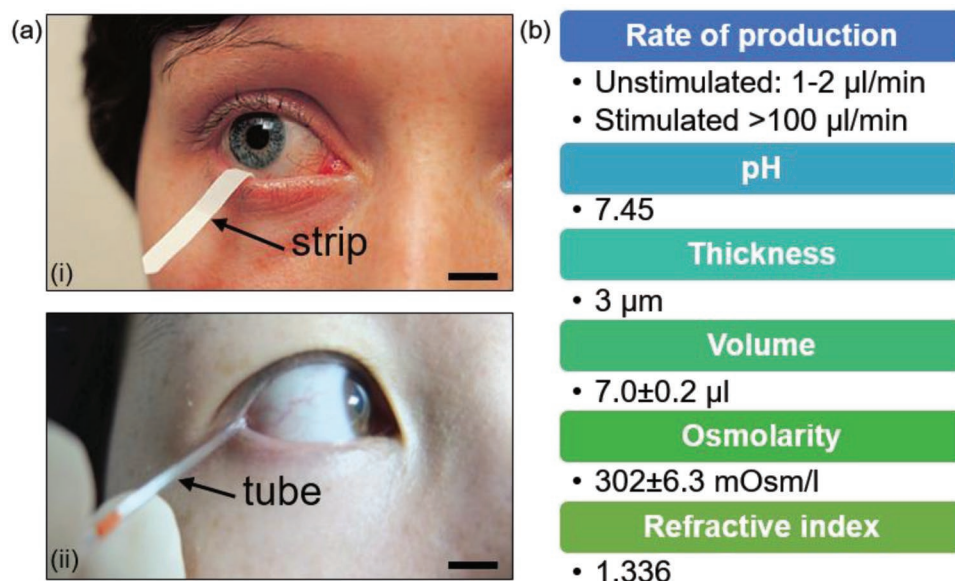 (a)
strip
(i)
tube
(ii)
(b)
Rate of production
• Unstimulated: 1-2 µl/min
• Stimulated >100 µl/min
pH
• 7.45
Thickness
• 3 µm
Volume
• 7.0±0.2 µl
Osmolarity
• 302±6.3 mOsm/l
Refractive index
• 1.336